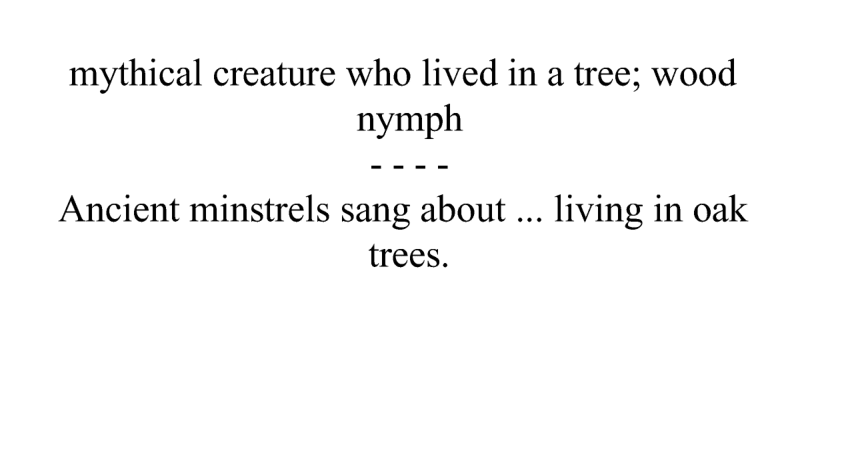 mythical creature who lived in a tree; wood
nymph
- - - -
Ancient minstrels sang about ... living in oak
trees.